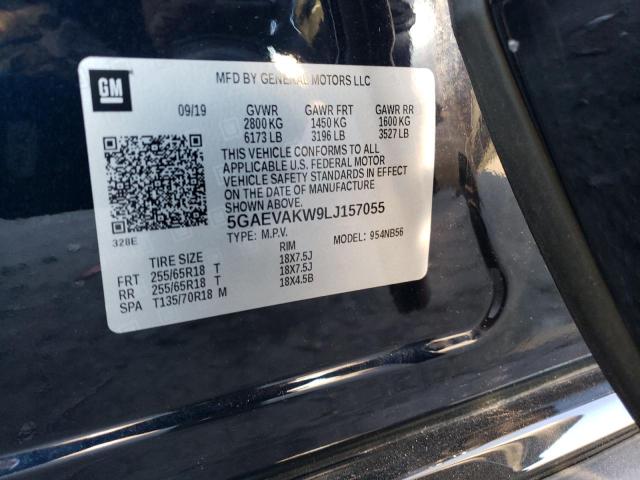 GM
MFD BY GENERAL MOTORS LLC
09/19 GVWR GAWR FRT GAWR RR
2800 KG 1450 KG 1600 KG
6173 LB 3196 LB 3527 LB
THIS VEHICLE CONFORMS TO ALL
APPLICABLE U.S. FEDERAL MOTOR
VEHICLE SAFETY STANDARDS IN EFFECT
ON THE DATE OF MANUFACTURE
SHOWN ABOVE.
5GAEVAKW9LJ157055
328E TYPE: M.P.V. MODEL: 954NB56
TIRE SIZE RIM
FRT 255/65R18 T 18X7.5J
RR 255/65R18 T 18X7.5J
SPA T135/70R18 M 18X4.5B